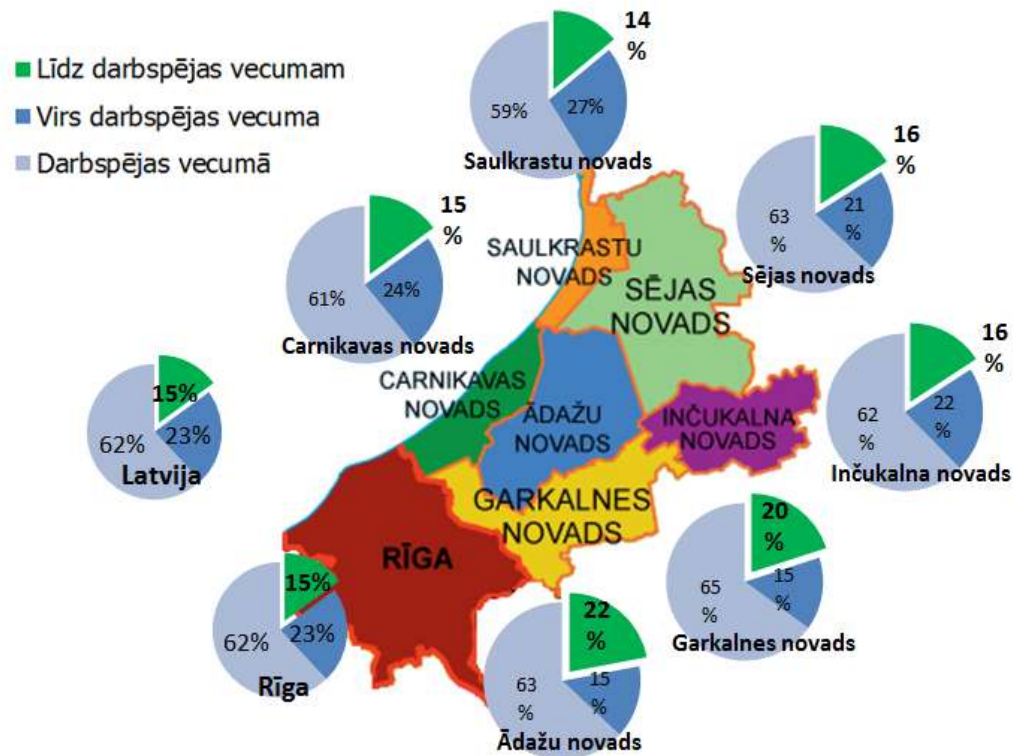 Līdz darbspējas vecumam
Virs darbspējas vecuma
Darbspējas vecumā
14
%
59%
27%
Saulkrastu novads
16
%
63
%
21
%
Sējas novads
15
%
61%
24%
Carnikavas novads
SAULKRASTU
NOVADS
SĒJAS
NOVADS
CARNIKAVAS
NOVADS
ĀDAŽU
NOVADS
INČUKALNA
NOVADS
GARKALNES
NOVADS
RĪGA
16
%
62
%
22
%
Inčukalna novads
15%
62%
23%
Latvija
20
%
65
%
15
%
Garkalnes novads
15%
62%
23%
Rīga
22
%
63
%
15
%
Ādažu novads